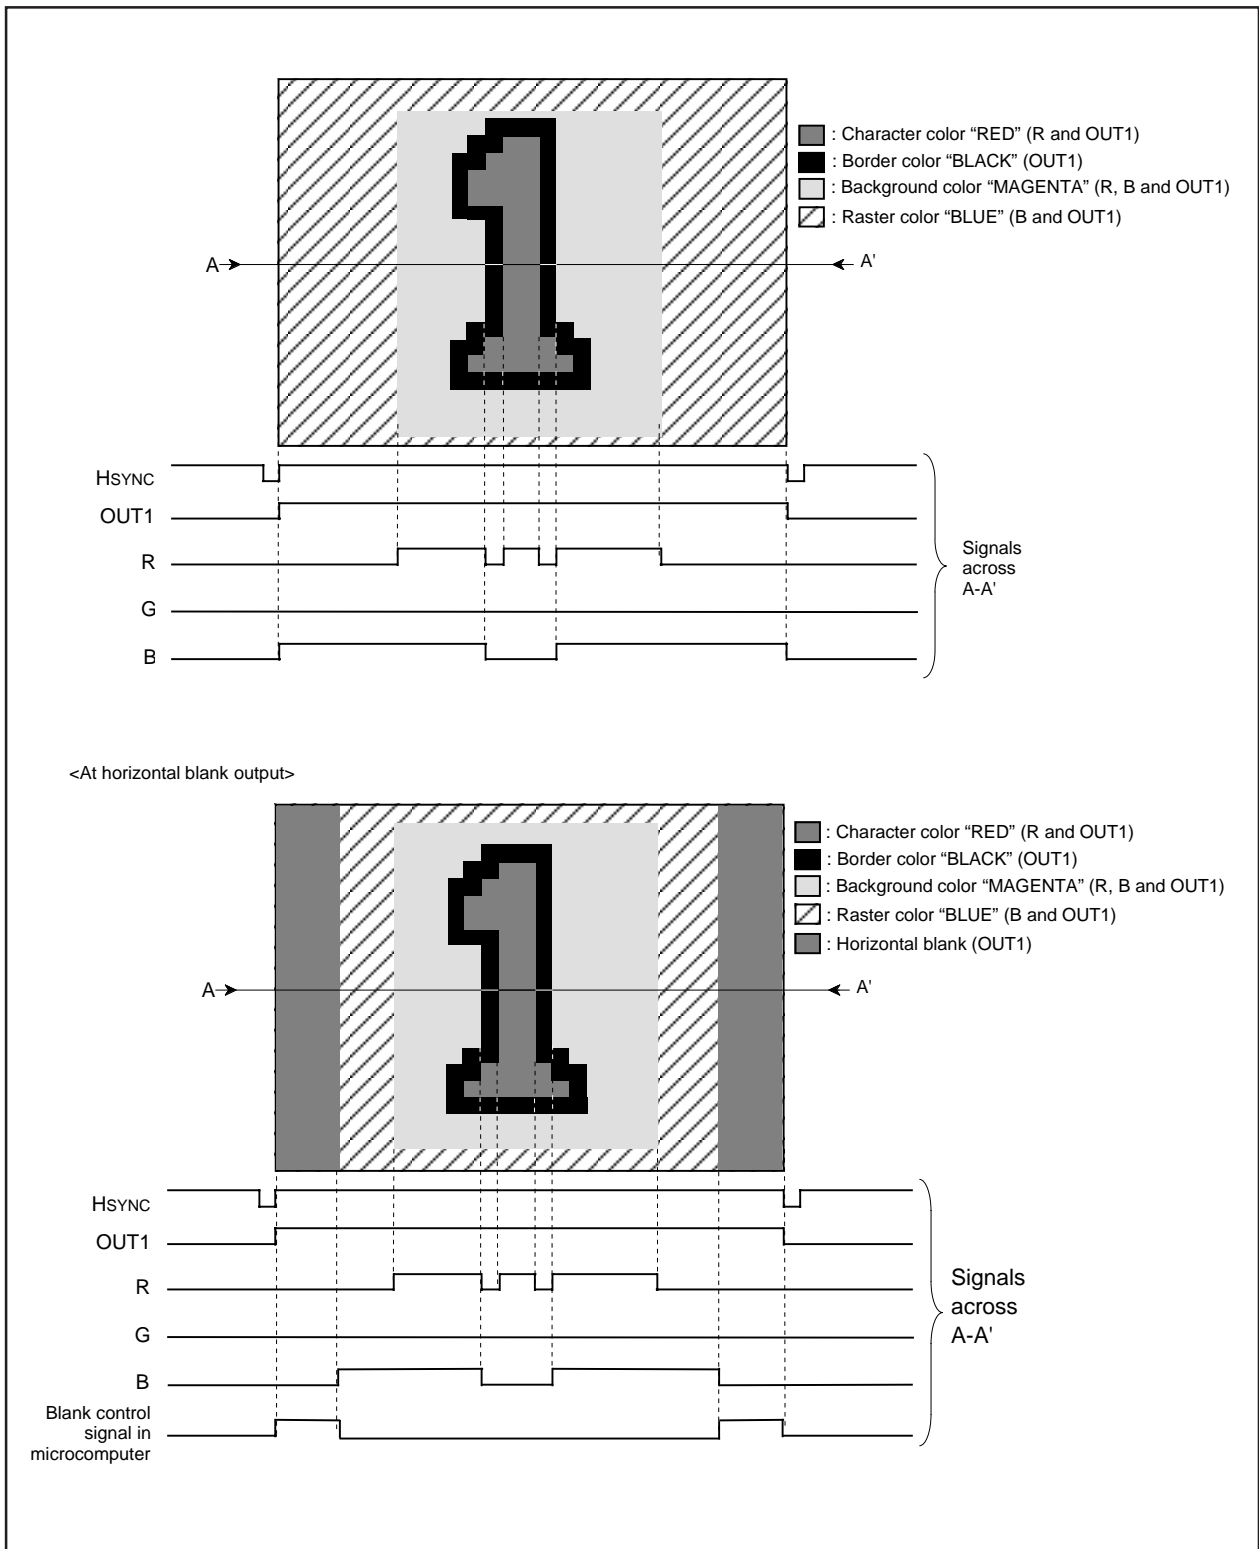 : Character color “RED” (R and OUT1)
: Border color “BLACK” (OUT1)
: Background color “MAGENTA” (R, B and OUT1)
: Raster color “BLUE” (B and OUT1)
A
A'
HSYNC
OUT1
R
G
B
Signals
across
A-A'
<At horizontal blank output>
: Character color “RED” (R and OUT1)
: Border color “BLACK” (OUT1)
: Background color “MAGENTA” (R, B and OUT1)
: Raster color “BLUE” (B and OUT1)
: Horizontal blank (OUT1)
A
A'
HSYNC
OUT1
R
G
B
Blank control
signal in
microcomputer
Signals
across
A-A'